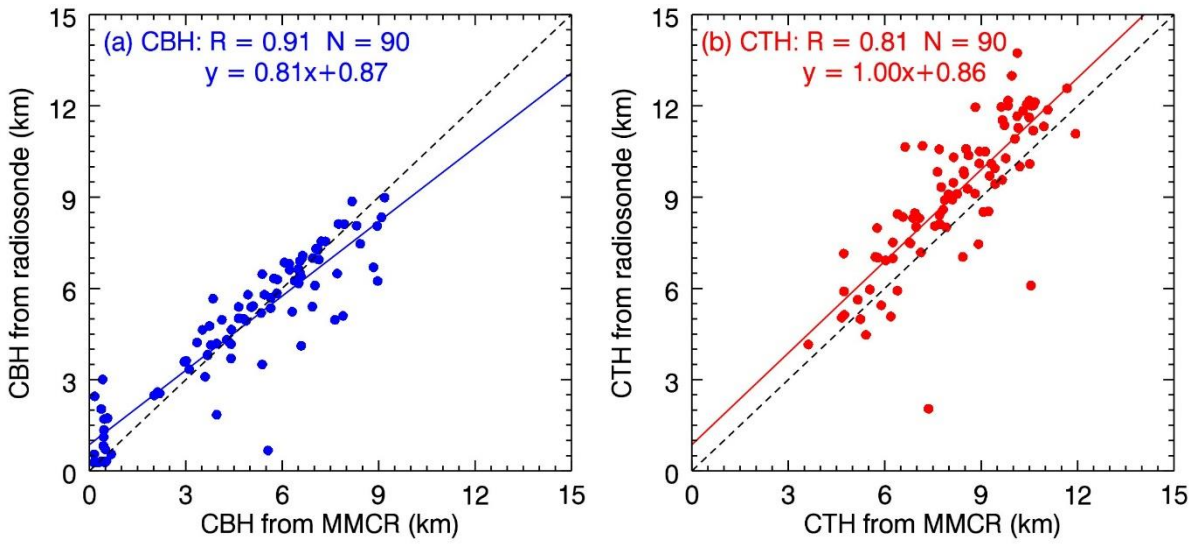 (a) CBH: R = 0.91 N = 90
y = 0.81x+0.87
15
12
9
6
3
0
CBH from radiosonde (km)
0 3 6 9 12 15
CBH from MMCR (km)
(b) CTH: R = 0.81 N = 90
y = 1.00x+0.86
15
12
9
6
3
0
CTH from radiosonde (km)
0 3 6 9 12 15
CTH from MMCR (km)